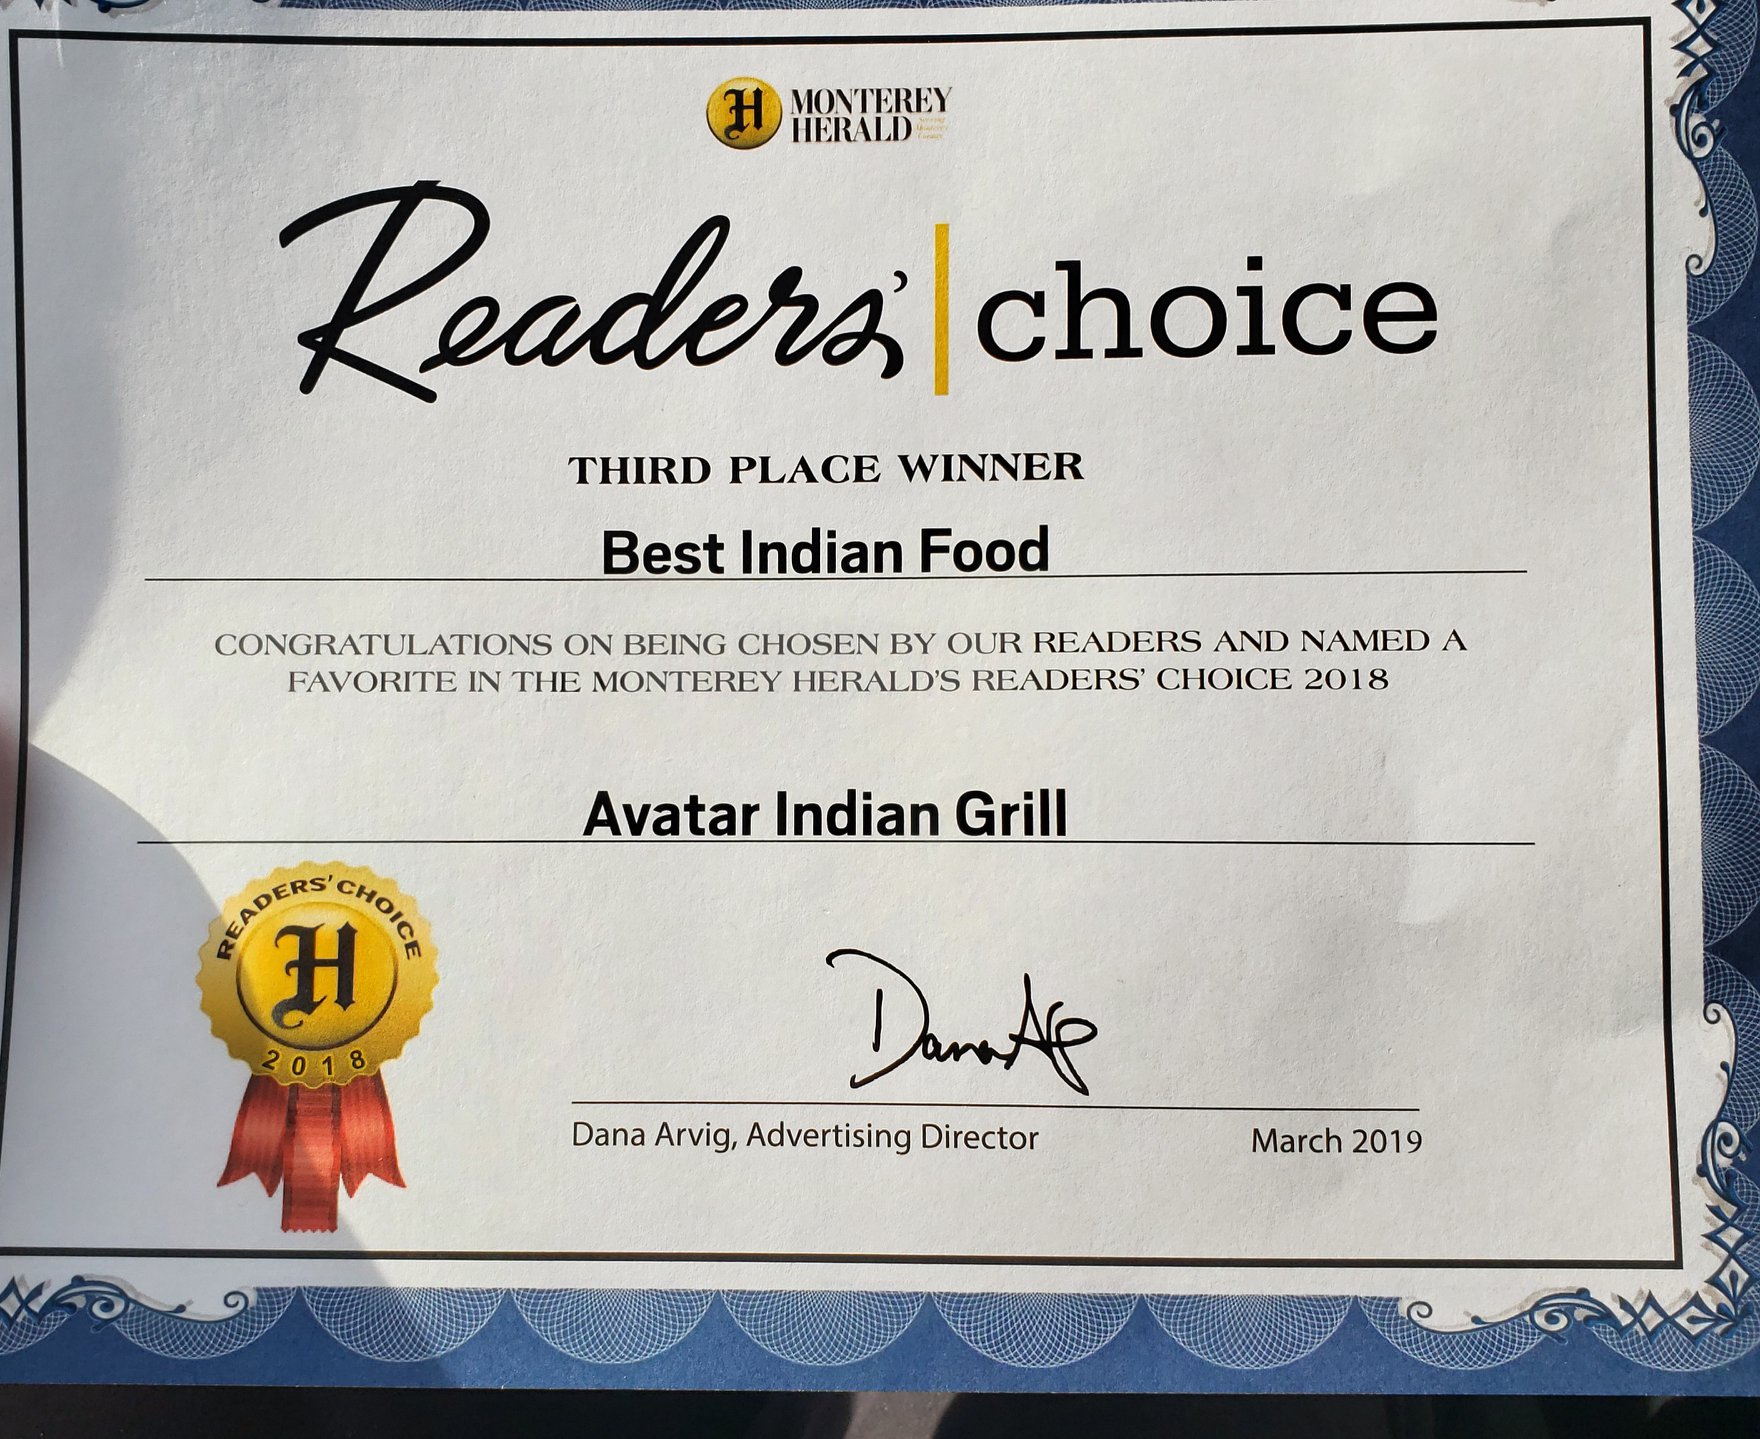 H MONTEREY
HERALD
Readers' choice
THIRD PLACE WINNER
Best Indian Food
CONGRATULATIONS ON BEING CHOSEN BY OUR READERS AND NAMED A
FAVORITE IN THE MONTEREY HERALD'S READERS' CHOICE 2018
Avatar Indian Grill
READERS' CHOICE
H
2018
Dana Arvig, Advertising Director
March 2019